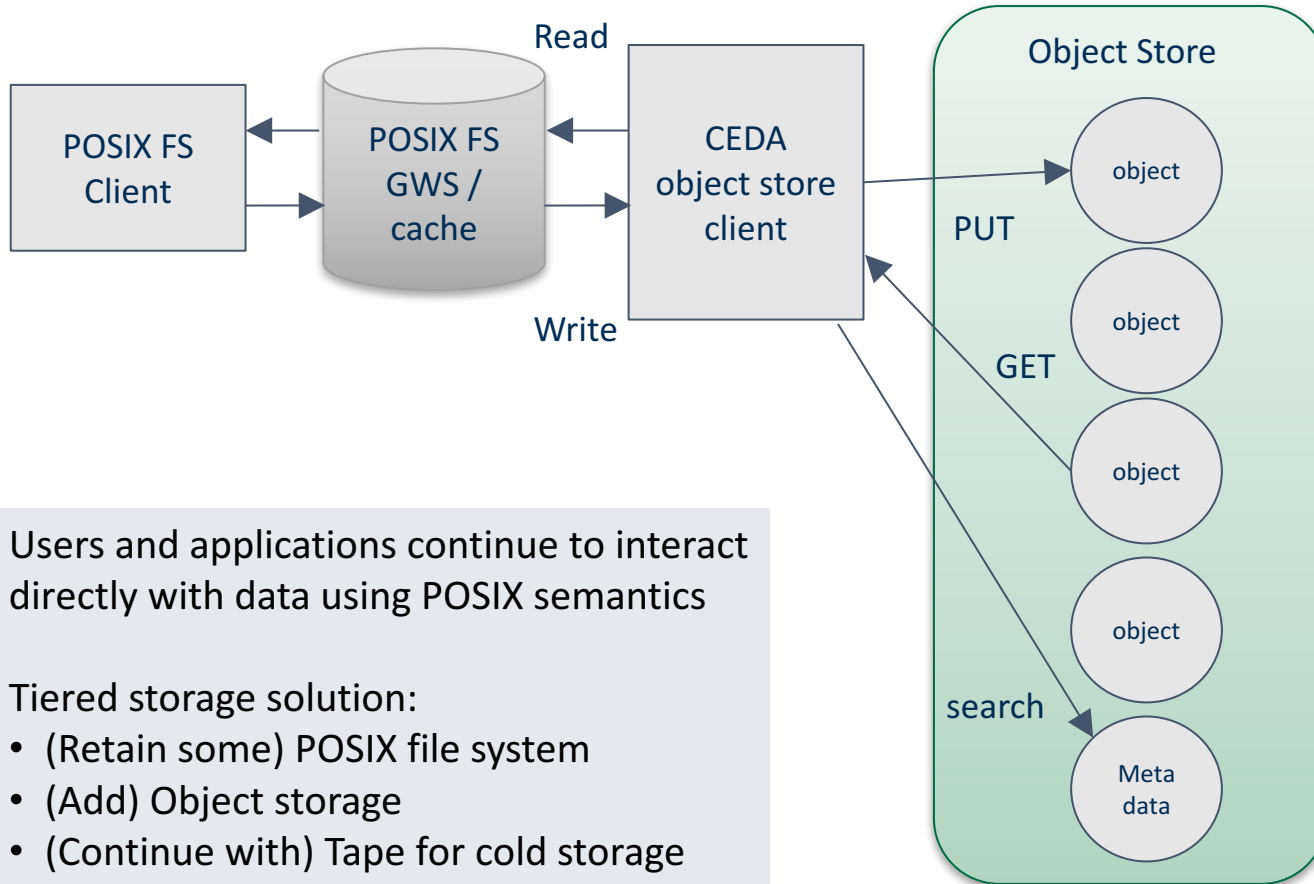 Read
Object Store
POSIX FS
Client
POSIX FS
GWS /
cache
CEDA
object store
client
object
PUT
object
Write
GET
object
Users and applications continue to interact
directly with data using POSIX semantics
object
Tiered storage solution:
• (Retain some) POSIX file system
• (Add) Object storage
• (Continue with) Tape for cold storage
search
Meta
data